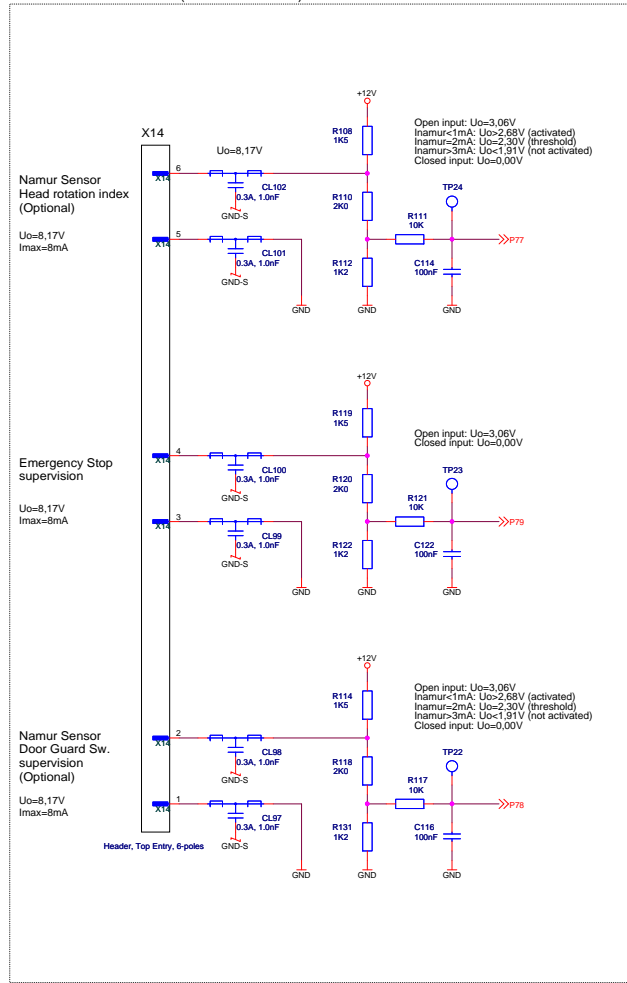 +12V
X14
R108
1K5
Open input: Uo=3,06V
Inamur<1mA: Uo>2,68V (activated)
Inamur=2mA: Uo=2,30V (threshold)
Inamur>3mA: Uo<1,91V (not activated)
Closed input: Uo=0,00V
Uo=8,17V
6
X14
CL102
0.3A, 1.0nF
GND-S
Namur Sensor
Head rotation index
(Optional)
R110
2K0
TP24
R111
10K
P77
5
X14
CL101
0.3A, 1.0nF
GND-S
Uo=8,17V
Imax=8mA
R112
1K2
C114
100nF
GND
GND
GND
+12V
R119
1K5
Open input: Uo=3,06V
Closed input: Uo=0,00V
4
X14
CL100
0.3A, 1.0nF
GND-S
Emergency Stop
supervision
R120
2K0
TP23
R121
10K
P79
3
X14
CL99
0.3A, 1.0nF
GND-S
Uo=8,17V
Imax=8mA
R122
1K2
C122
100nF
GND
GND
GND
+12V
R114
1K5
Open input: Uo=3,06V
Inamur<1mA: Uo>2,68V (activated)
Inamur=2mA: Uo=2,30V (threshold)
Inamur>3mA: Uo<1,91V (not activated)
Closed input: Uo=0,00V
2
X14
CL98
0.3A, 1.0nF
GND-S
Namur Sensor
Door Guard Sw.
supervision
(Optional)
R118
2K0
TP22
R117
10K
P78
1
X14
CL97
0.3A, 1.0nF
GND-S
Uo=8,17V
Imax=8mA
R131
1K2
C116
100nF
Header, Top Entry, 6-poles
GND
GND
GND